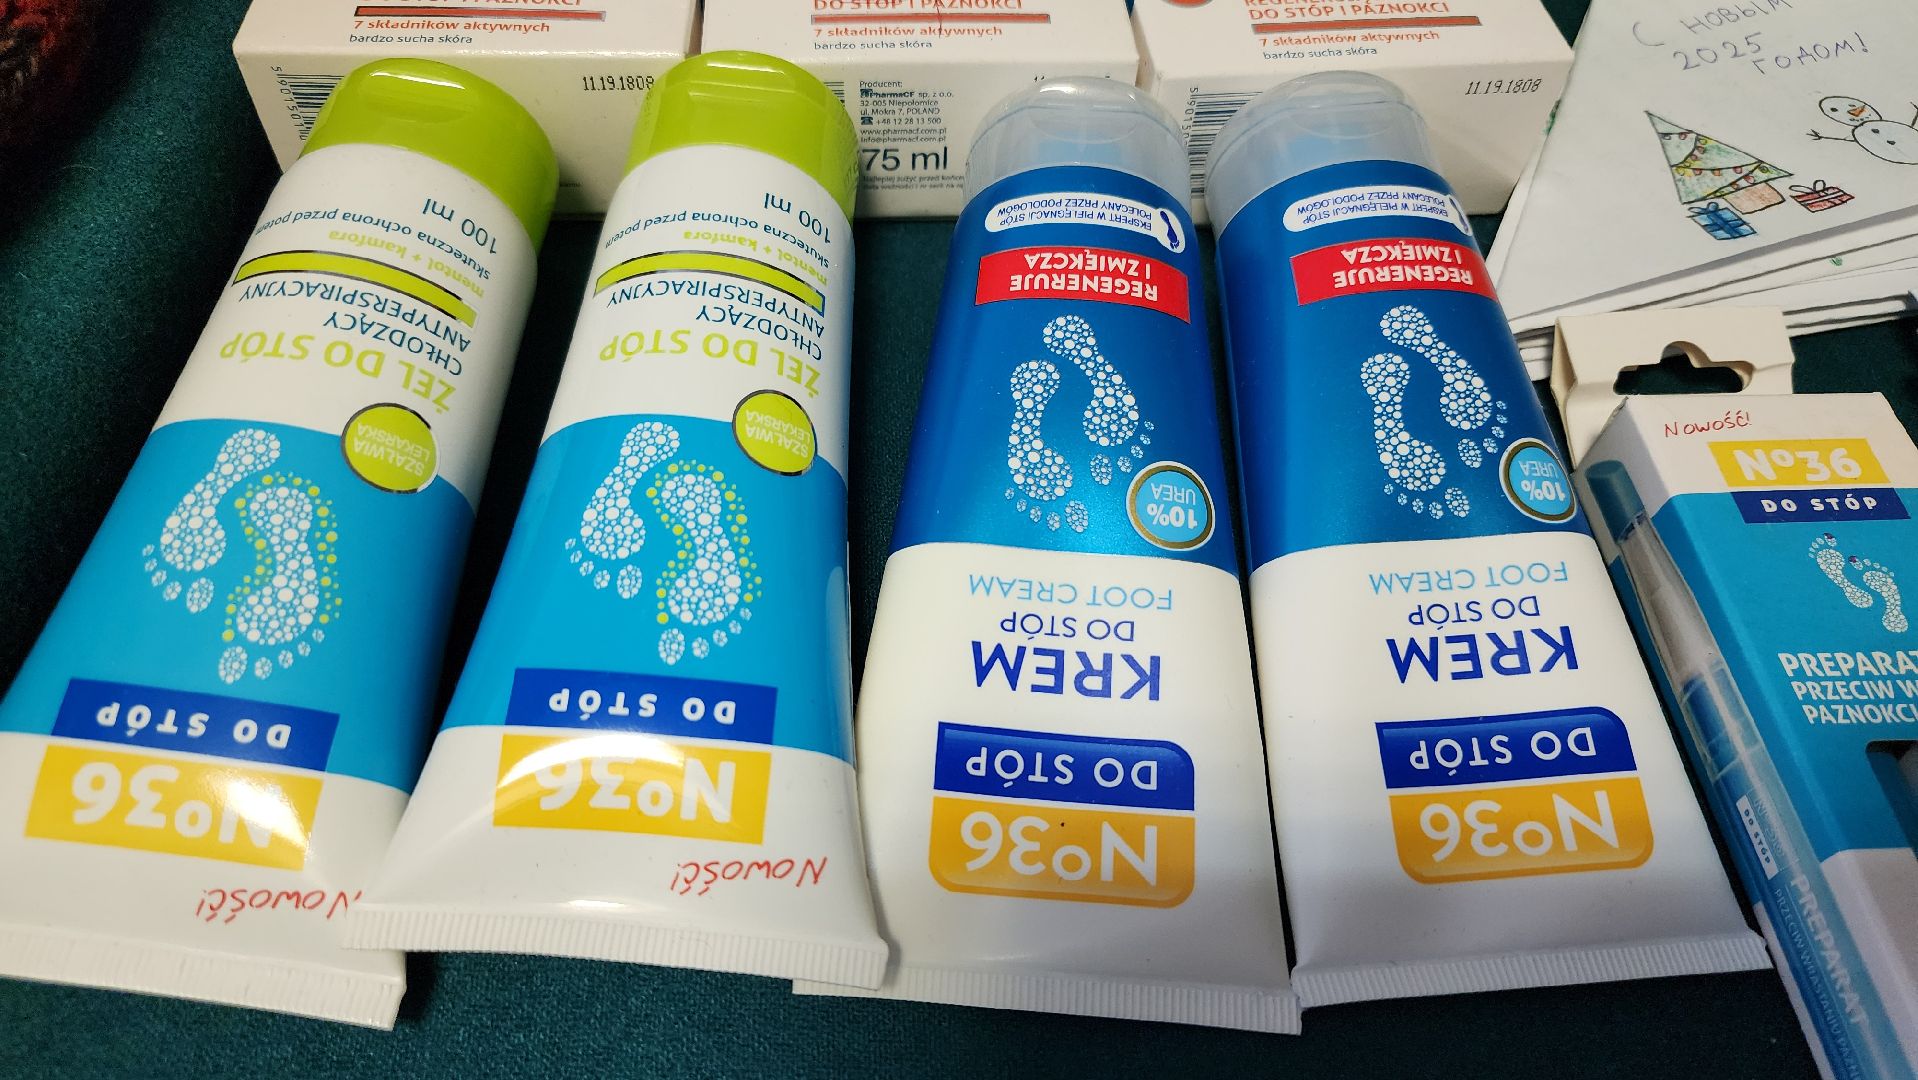 DO STÓP I PAZNOKCI
7 składników aktywnych
bardzo sucha skóra
11.19.1808
DO STÓP I PAZNOKCI
7 składników aktywnych
bardzo sucha skóra
Producent:
PharmaCF sp. z o.o.
32-005 Niepołomice
ul. Mokra 7, POLAND
+48 12 28 13 500
www.pharmacf.com.pl
info@pharmacf.com.pl
75 ml
DO STÓP I PAZNOKCI
7 składników aktywnych
bardzo sucha skóra
11.19.1808
С НОВЫМ
2025
ГОДОМ!
Nowość!
Nº36
DO STÓP
SZAŁWIA
LEKARSKA
ŻEL DO STÓP
CHŁODZĄCY
ANTYPERSPIRACYJNY
mentol + kamfora
skuteczna ochrona przed potem
100 ml
Nowość!
Nº36
DO STÓP
SZAŁWIA
LEKARSKA
ŻEL DO STÓP
CHŁODZĄCY
ANTYPERSPIRACYJNY
mentol + kamfora
skuteczna ochrona przed potem
100 ml
Nº36
DO STÓP
KREM
DO STÓP
FOOT CREAM
10%
UREA
REGENERUJE
I ZMIĘKCZA
EKSPERT W PIELĘGNACJI STÓP
POLECANY PRZEZ PODOLOGÓW
Nº36
DO STÓP
KREM
DO STÓP
FOOT CREAM
10%
UREA
REGENERUJE
I ZMIĘKCZA
EKSPERT W PIELĘGNACJI STÓP
POLECANY PRZEZ PODOLOGÓW
Nowość!
Nº36
DO STÓP
PREPARAT
PRZECIW W
PAZNOKCI
DO STÓP
PREPARAT